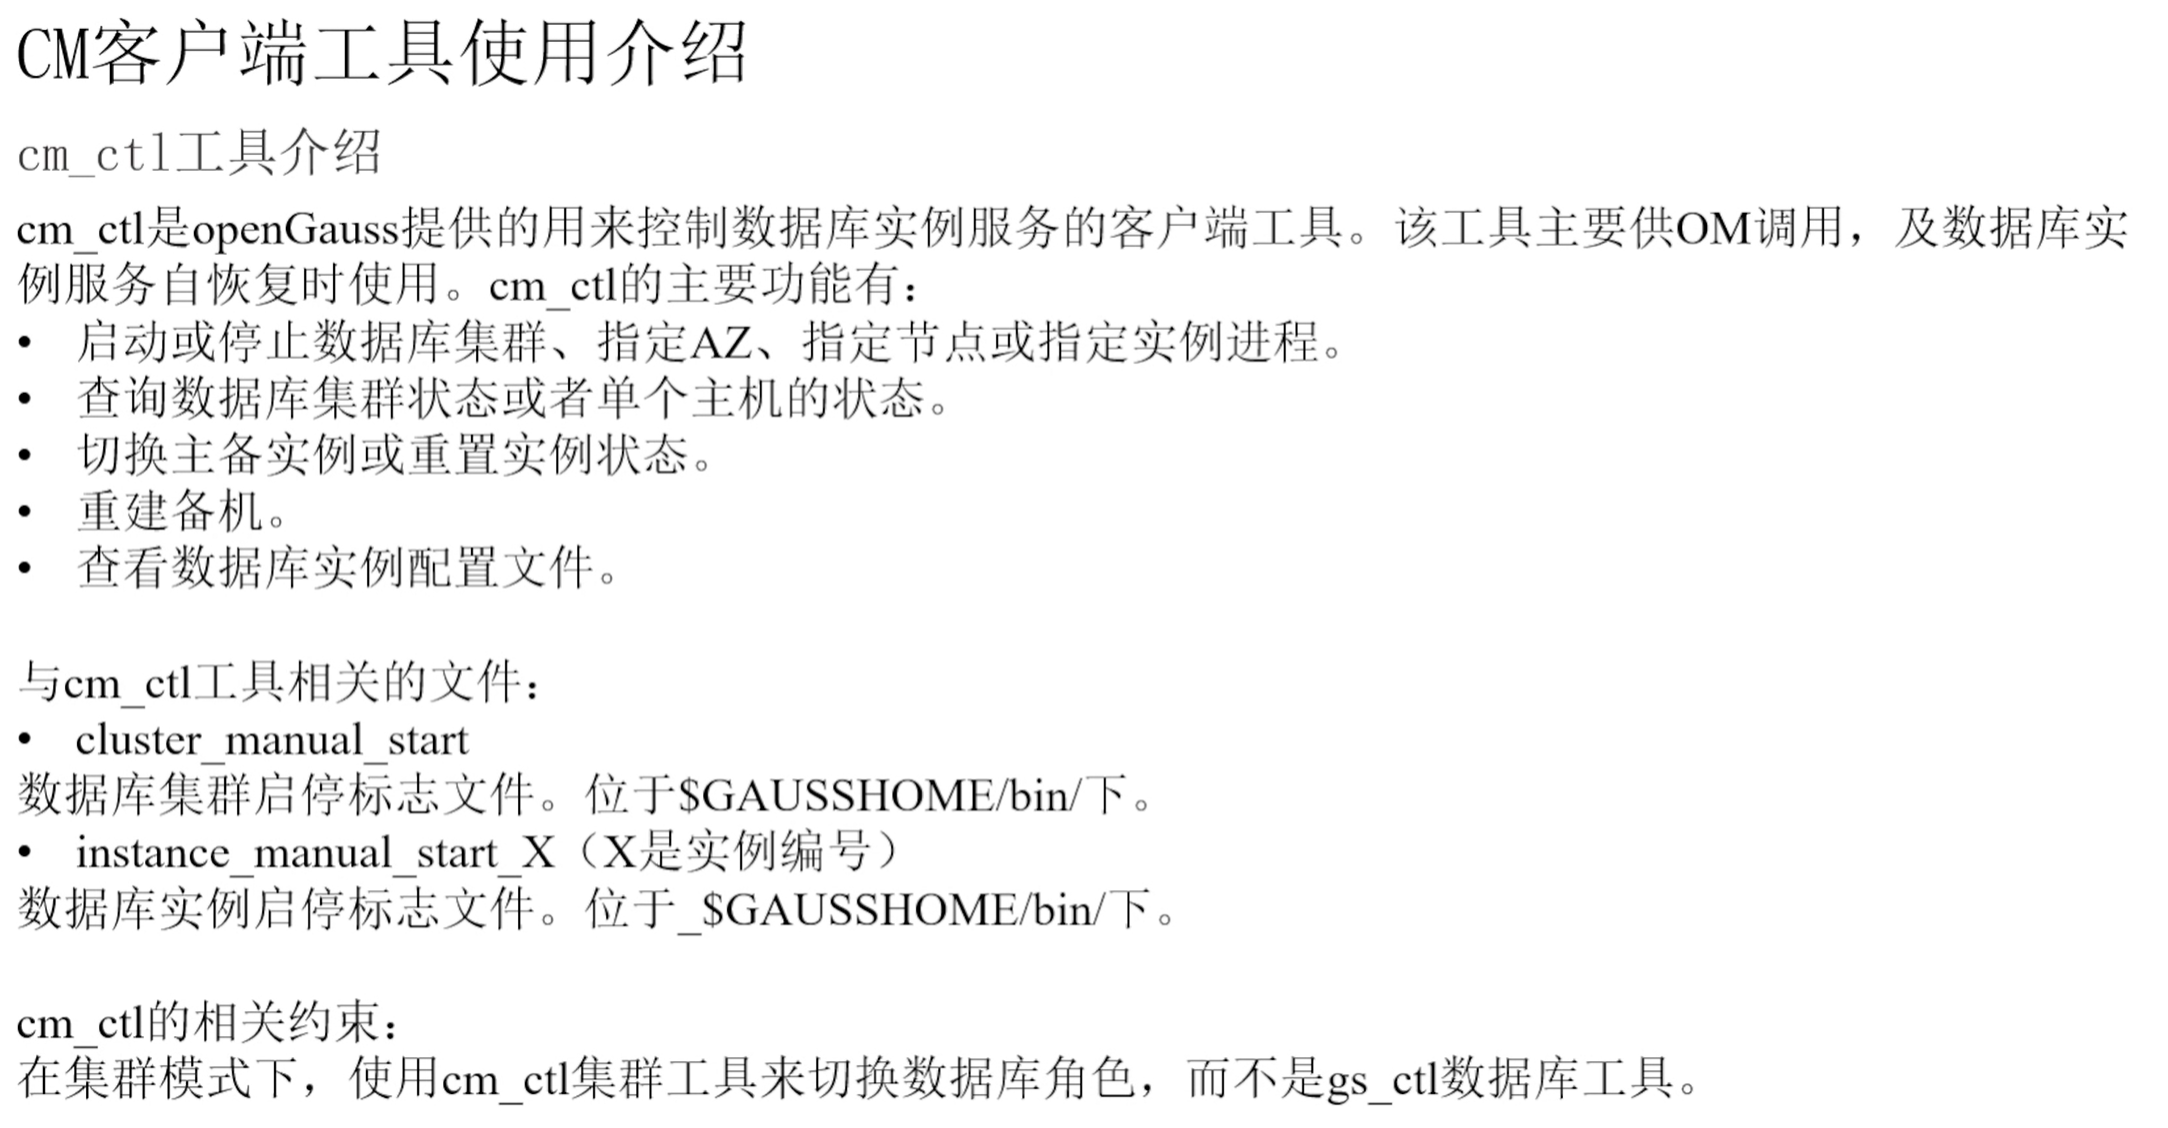 CM客户端工具使用介绍
cm_ctl工具介绍
cm_ctl是openGauss提供的用来控制数据库实例服务的客户端工具。该工具主要供OM调用，及数据库实
例服务自恢复时使用。cm_ctl的主要功能有：
• 启动或停止数据库集群、指定AZ、指定节点或指定实例进程。
• 查询数据库集群状态或者单个主机的状态。
• 切换主备实例或重置实例状态。
• 重建备机。
• 查看数据库实例配置文件。
与cm_ctl工具相关的文件：
• cluster_manual_start
数据库集群启停标志文件。位于$GAUSSHOME/bin/下。
• instance_manual_start_X（X是实例编号）
数据库实例启停标志文件。位于_$GAUSSHOME/bin/下。
cm_ctl的相关约束：
在集群模式下，使用cm_ctl集群工具来切换数据库角色，而不是gs_ctl数据库工具。